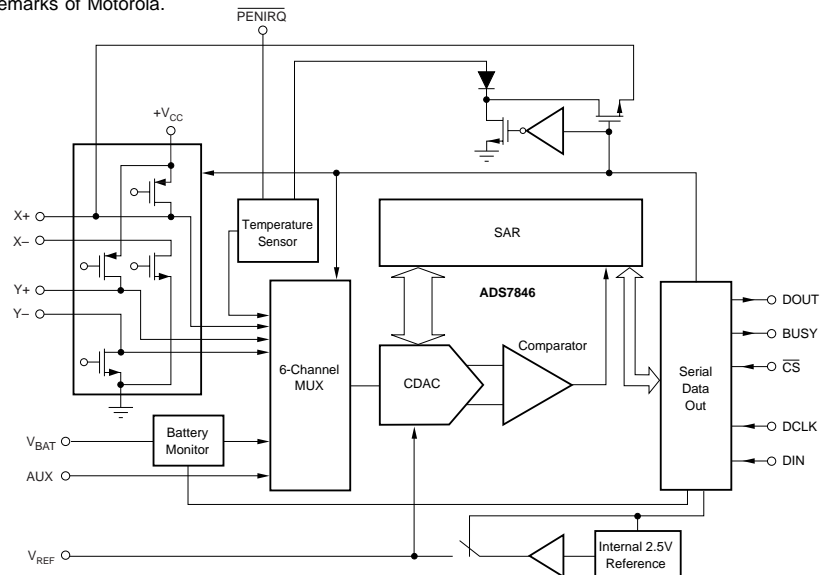 emarks of Motorola.
PENIRQ
+VCC
X+
X–
Y+
Y–
Temperature
Sensor
SAR
ADS7846
6-Channel
MUX
CDAC
Comparator
Serial
Data
Out
DOUT
BUSY
CS
DCLK
DIN
VBAT
Battery
Monitor
AUX
VREF
Internal 2.5V
Reference